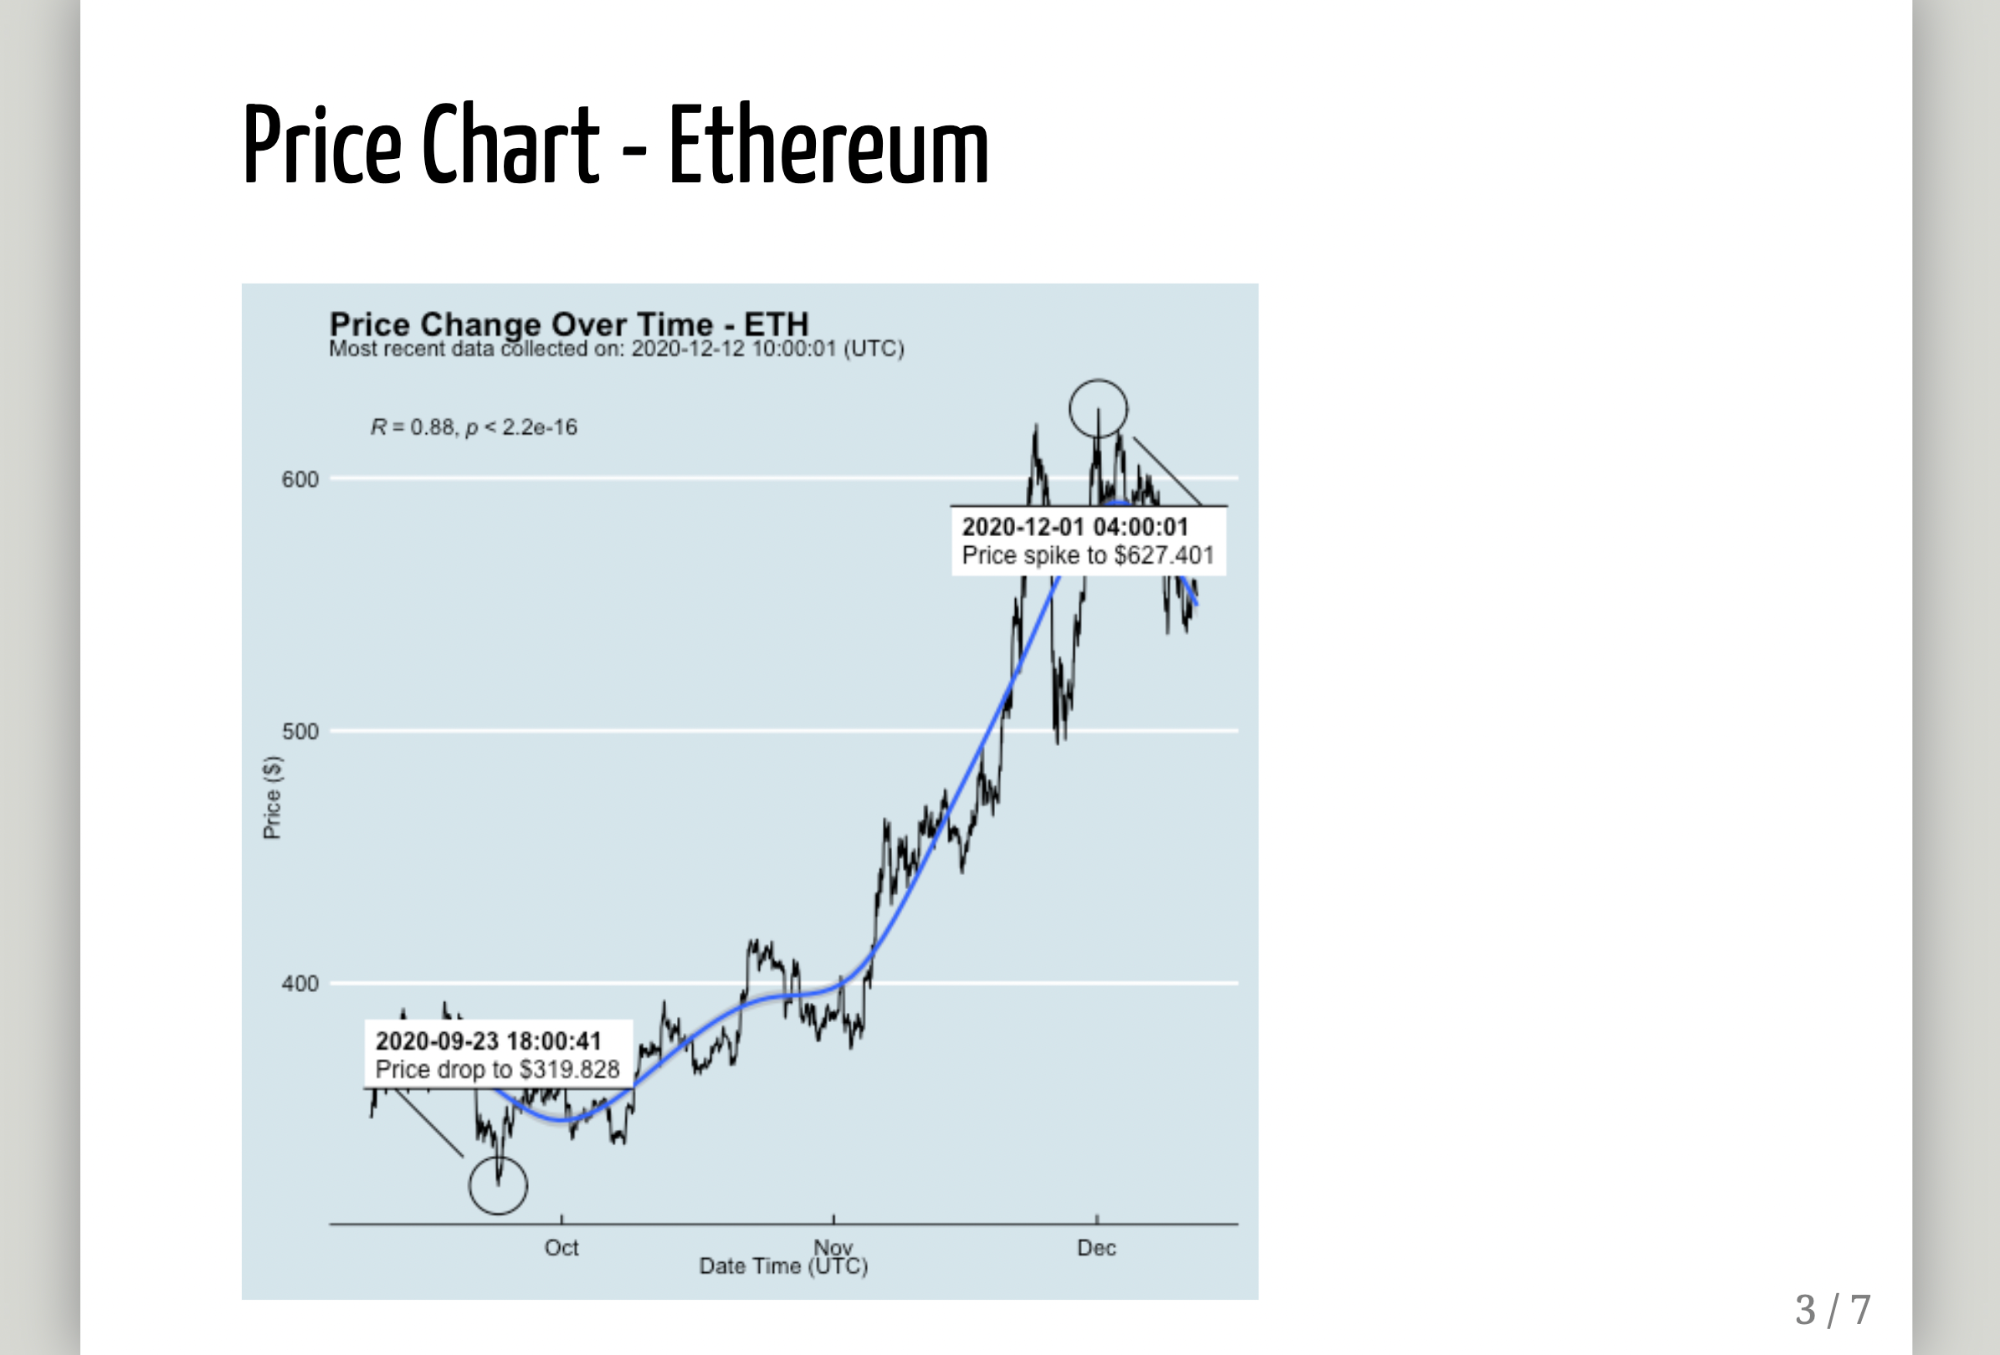 Price Chart - Ethereum
Price Change Over Time - ETH
Most recent data collected on: 2020-12-12 10:00:01 (UTC)
R = 0.88, p < 2.2e-16
600
2020-12-01 04:00:01
Price spike to $627.401
500
Price ($)
400
2020-09-23 18:00:41
Price drop to $319.828
Oct Nov Dec
Date Time (UTC)
3 / 7